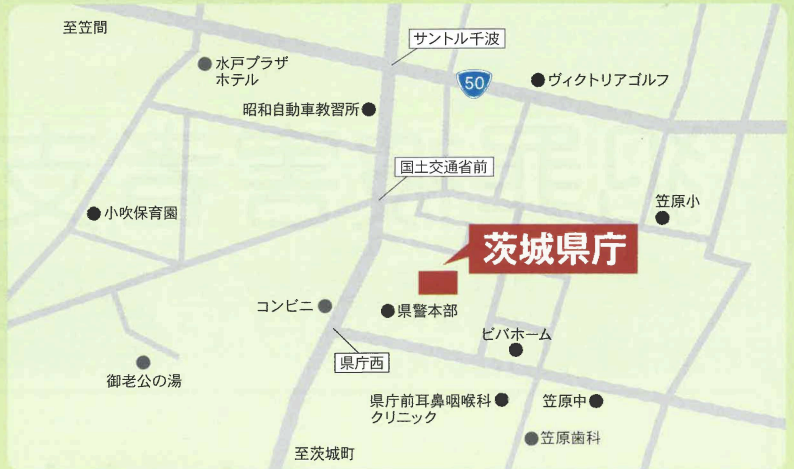 至笠間
サントル千波
水戸プラザ
ホテル
50
ヴィクトリアゴルフ
昭和自動車教習所
国土交通省前
小吹保育園
笠原小
茨城県庁
コンビニ
県警本部
ビバホーム
県庁西
御老公の湯
県庁前耳鼻咽喉科
クリニック
笠原中
笠原歯科
至茨城町